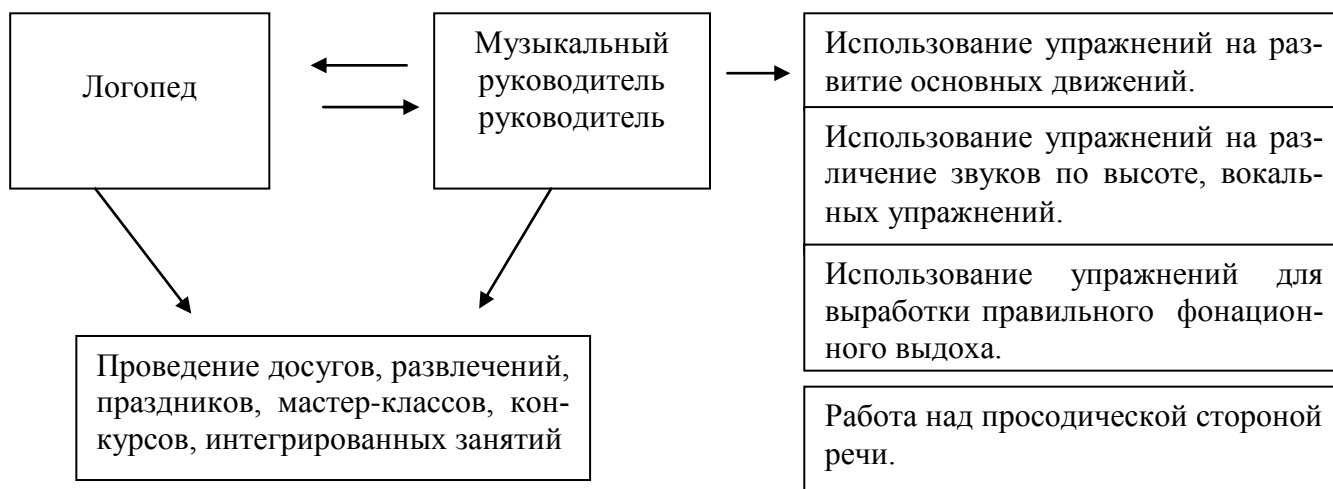 Логопед
Музыкальный
руководитель
руководитель
Использование упражнений на раз-
витие основных движений.
Использование упражнений на раз-
личение звуков по высоте, вокаль-
ных упражнений.
Использование упражнений для
выработки правильного фонацион-
ного выдоха.
Работа над просодической стороной
речи.
Проведение досугов, развлечений,
праздников, мастер-классов, кон-
курсов, интегрированных занятий